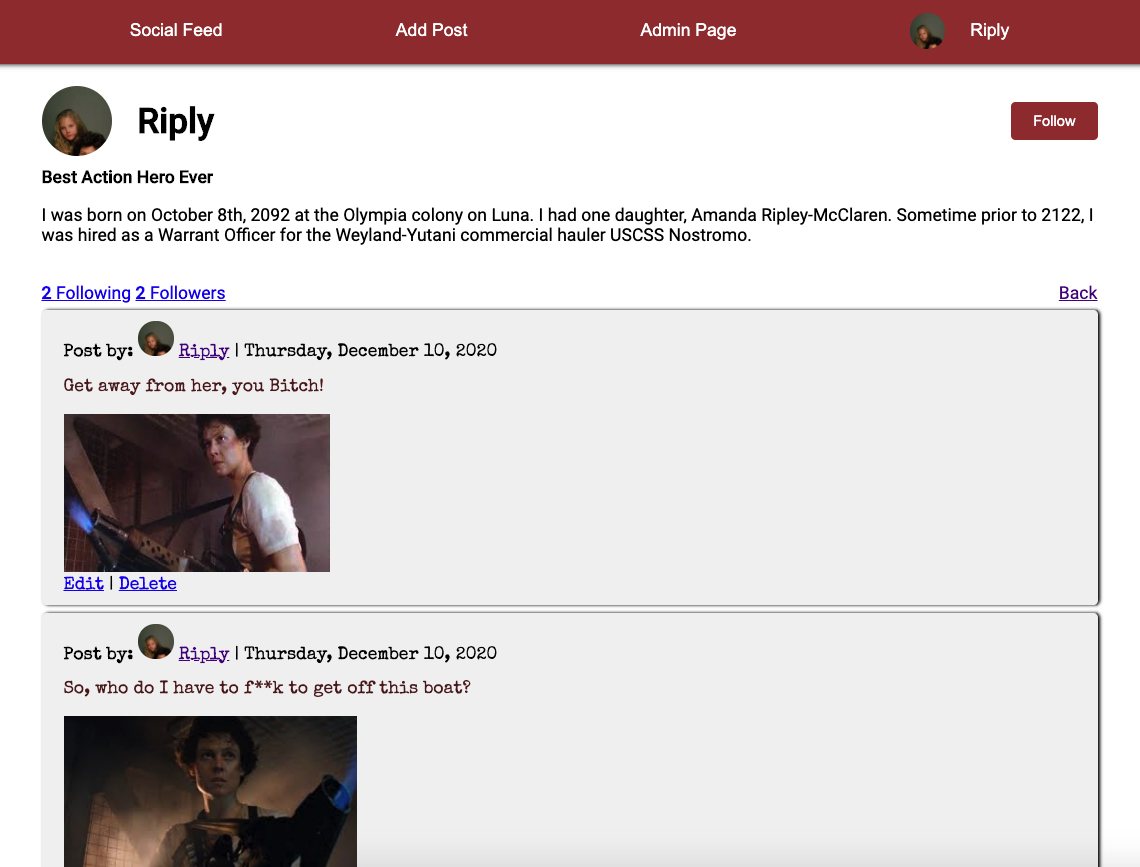 Social Feed Add Post Admin Page Riply
Riply
Follow
Best Action Hero Ever
I was born on October 8th, 2092 at the Olympia colony on Luna. I had one daughter, Amanda Ripley-McClaren. Sometime prior to 2122, I
was hired as a Warrant Officer for the Weyland-Yutani commercial hauler USCSS Nostromo.
2 Following 2 Followers
Back
Post by: Riply | Thursday, December 10, 2020
Get away from her, you Bitch!
Edit | Delete
Post by: Riply | Thursday, December 10, 2020
So, who do I have to f**k to get off this boat?